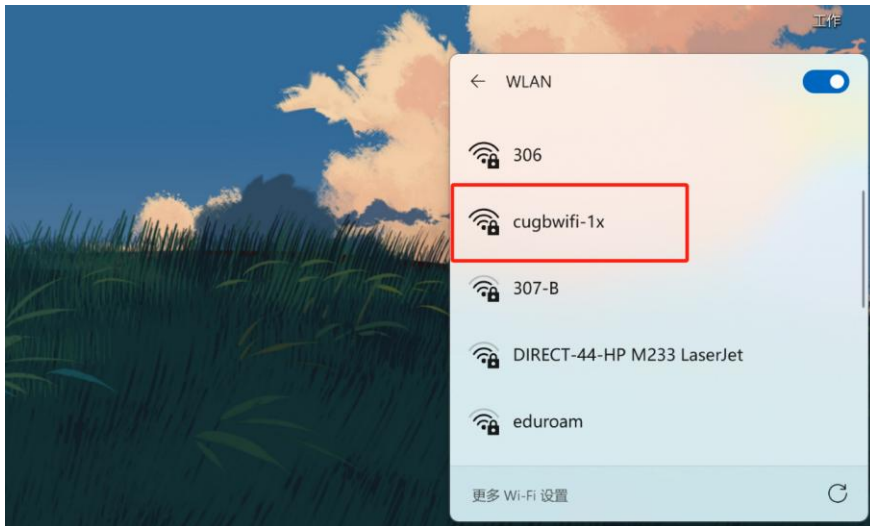 工作
WLAN
306
cugbwifi-1x
307-B
DIRECT-44-HP M233 LaserJet
eduroam
更多 Wi-Fi 设置